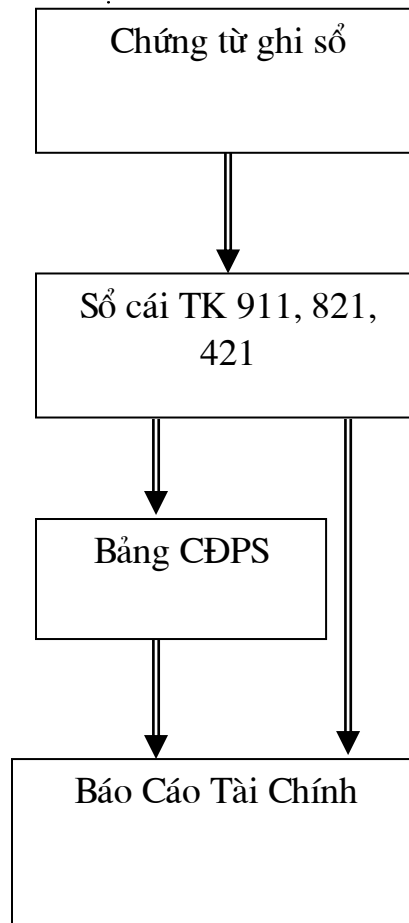 Chứng từ ghi sổ
Sổ cái TK 911, 821,
421
Bảng CĐPS
Báo Cáo Tài Chính